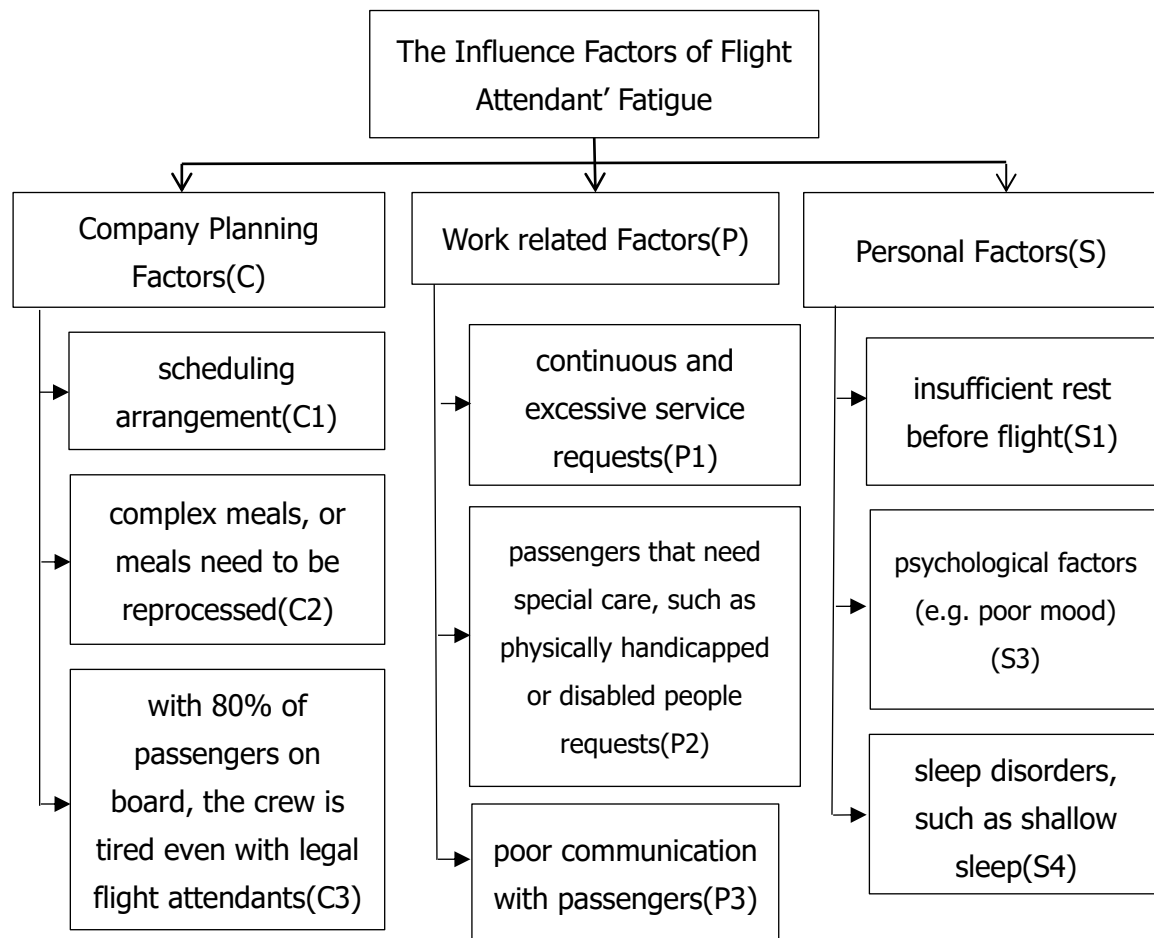 The Influence Factors of Flight
Attendant’ Fatigue
Company Planning
Factors(C)
scheduling
arrangement(C1)
complex meals, or
meals need to be
reprocessed(C2)
with 80% of
passengers on
board, the crew is
tired even with legal
flight attendants(C3)
Work related Factors(P)
continuous and
excessive service
requests(P1)
passengers that need
special care, such as
physically handicapped
or disabled people
requests(P2)
poor communication
with passengers(P3)
Personal Factors(S)
insufficient rest
before flight(S1)
psychological factors
(e.g. poor mood)
(S3)
sleep disorders,
such as shallow
sleep(S4)